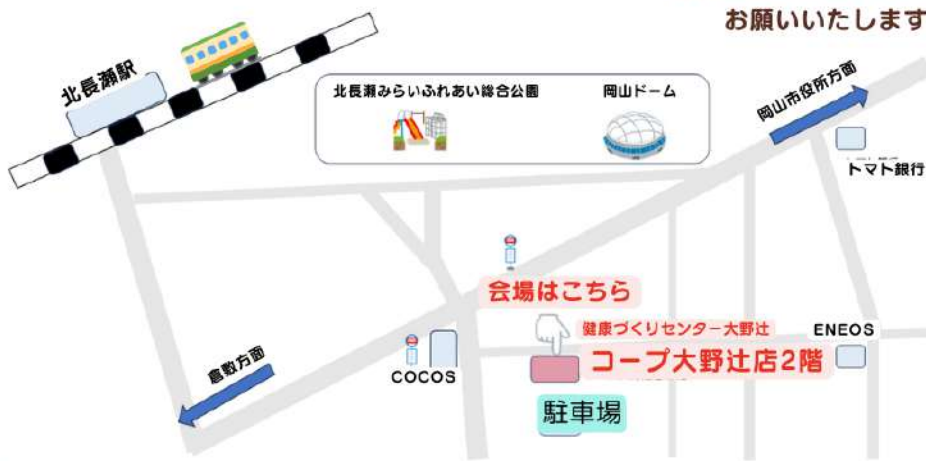 お願いいたします
北長瀬駅
北長瀬みらいふれあい総合公園
岡山ドーム
岡山市役所方面
トマト銀行
会場はこちら
健康づくりセンター大野辻
コープ大野辻店2階
ENEOS
COCOS
倉敷方面
駐車場